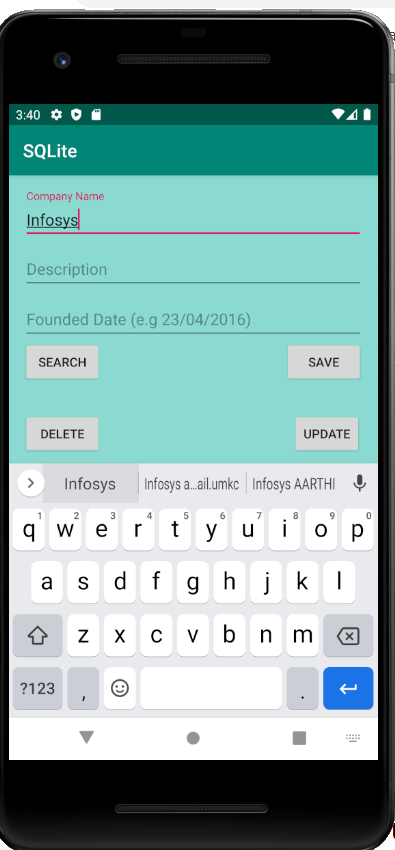 3:40
SQLite
Company Name
Infosys
Description
Founded Date (e.g 23/04/2016)
SEARCH SAVE
DELETE UPDATE
Infosys Infosys a...ail.umkc Infosys AARTHI
1 2 3 4 5 6 7 8 9 0
q w e r t y u i o p
a s d f g h j k l
z x c v b n m
?123 , .